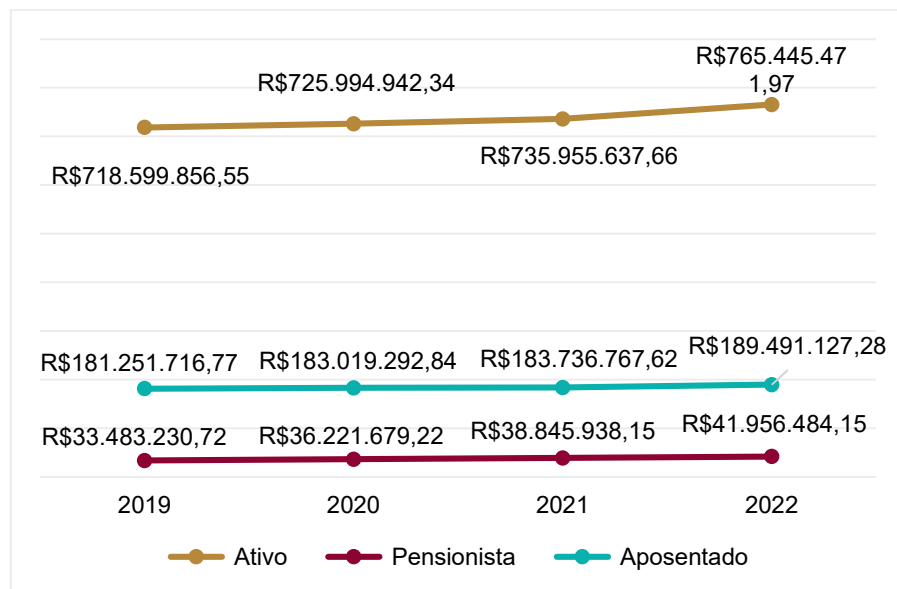 R$765.445.47
1,97
R$725.994.942,34
R$735.955.637,66
R$718.599.856,55
R$181.251.716,77 R$183.019.292,84 R$183.736.767,62 R$189.491.127,28
R$33.483.230,72 R$36.221.679,22 R$38.845.938,15 R$41.956.484,15
2019 2020 2021 2022
Ativo Pensionista Aposentado